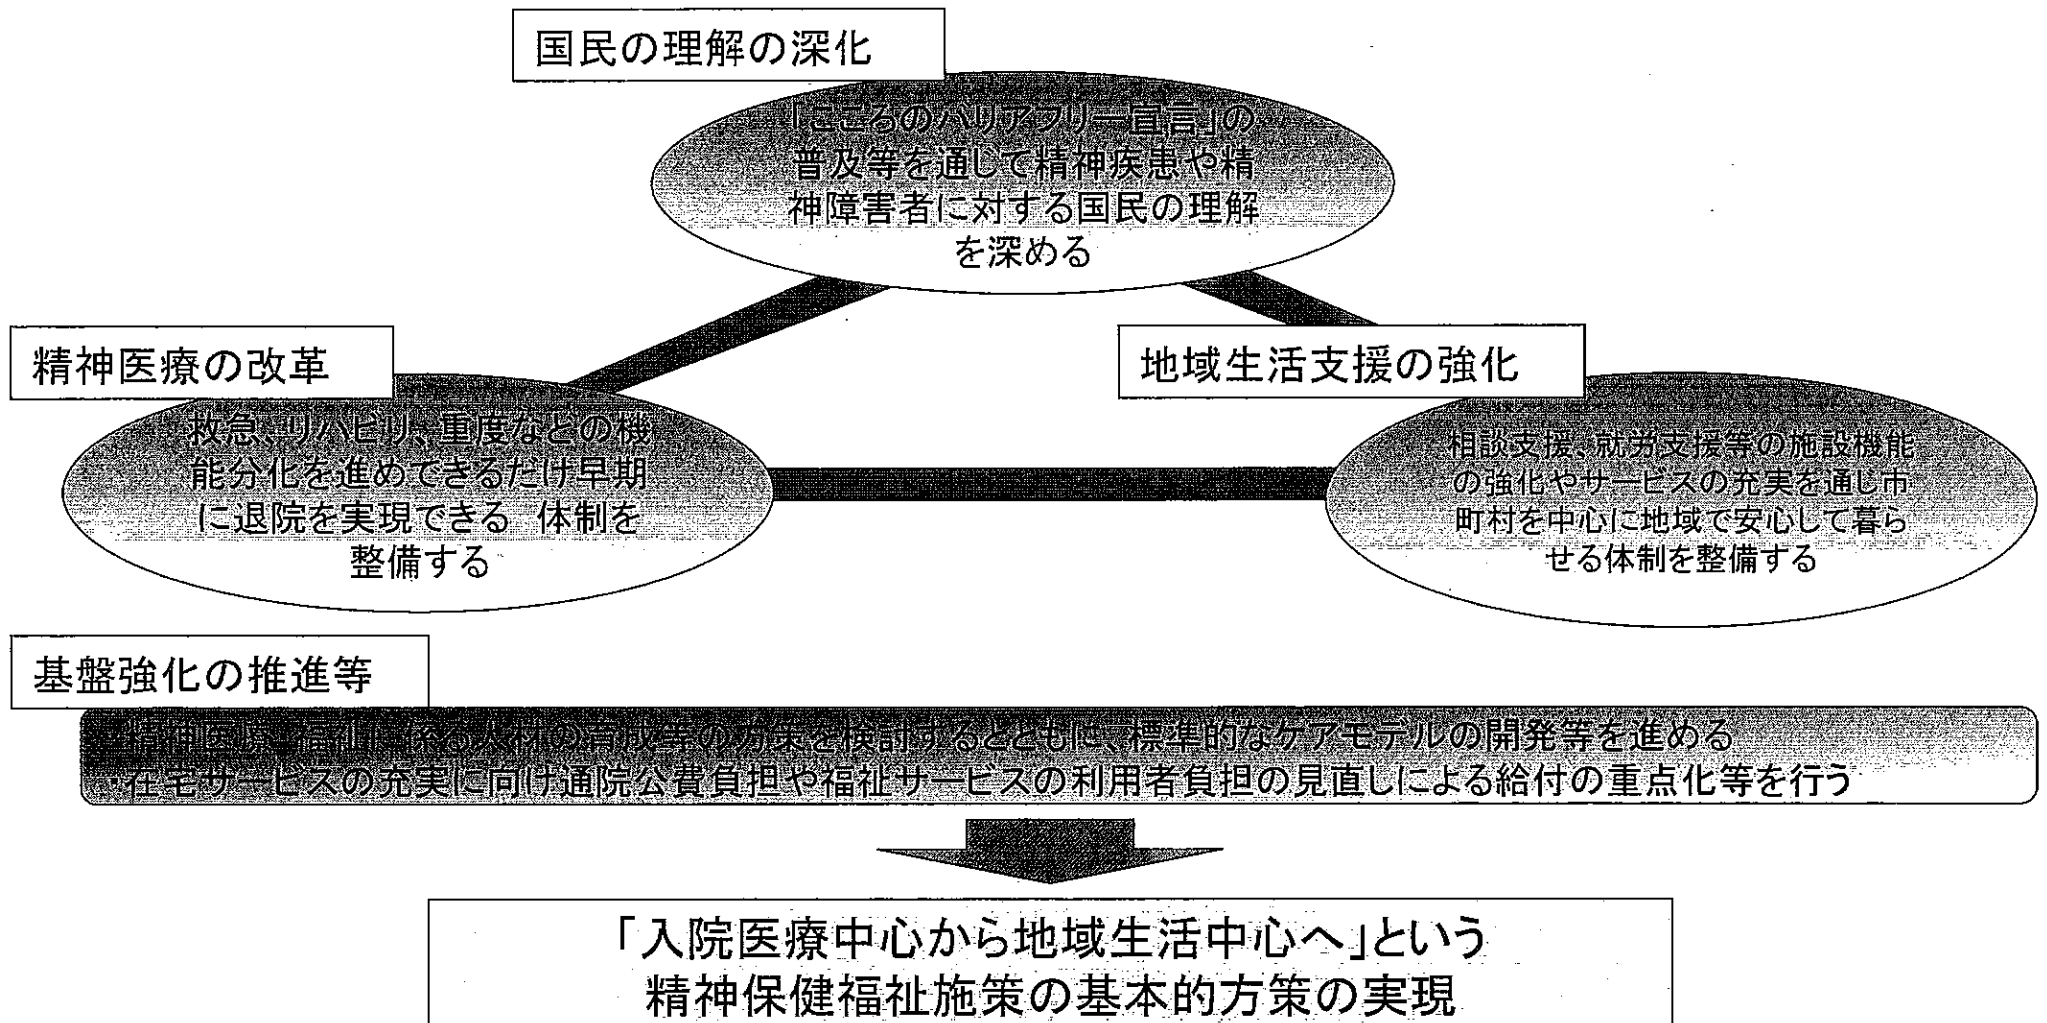 国民の理解の深化
「こころのバリアフリー宣言」の
普及等を通じて精神疾患や精
神障害者に対する国民の理解
を深める
精神医療の改革
救急、リハビリ、重度などの機
能分化を進めできるだけ早期
に退院を実現できる 体制を
整備する
地域生活支援の強化
相談支援、就労支援等の施設機能
の強化やサービスの充実を通じ市
町村を中心に地域で安心して暮ら
せる体制を整備する
基盤強化の推進等
・精神医療・福祉に係る人材の育成等の方策を検討するとともに、標準的なケアモデルの開発等を進める
・在宅サービスの充実に向け通院公費負担や福祉サービスの利用者負担の見直しによる給付の重点化等を行う
「入院医療中心から地域生活中心へ」という
精神保健福祉施策の基本的方策の実現